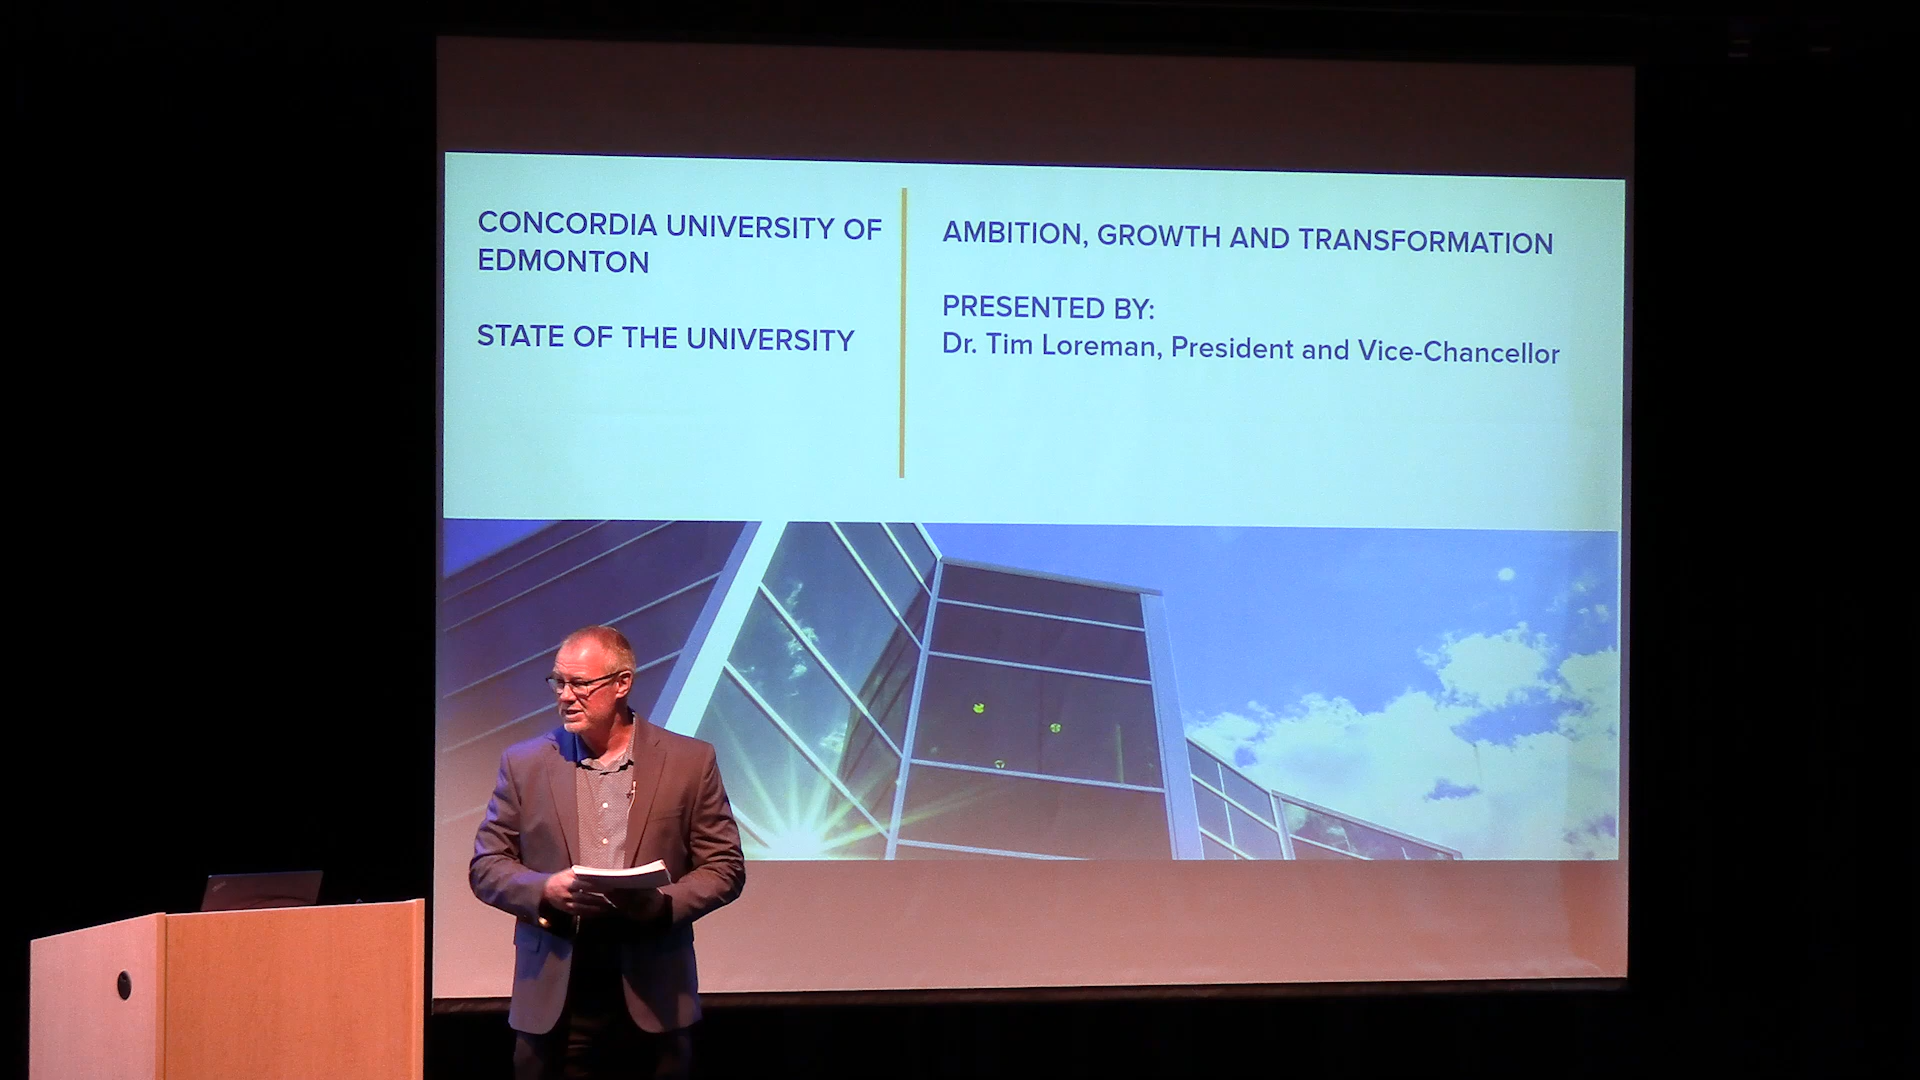 CONCORDIA UNIVERSITY OF
EDMONTON
STATE OF THE UNIVERSITY
AMBITION, GROWTH AND TRANSFORMATION
PRESENTED BY:
Dr. Tim Loreman, President and Vice-Chancellor